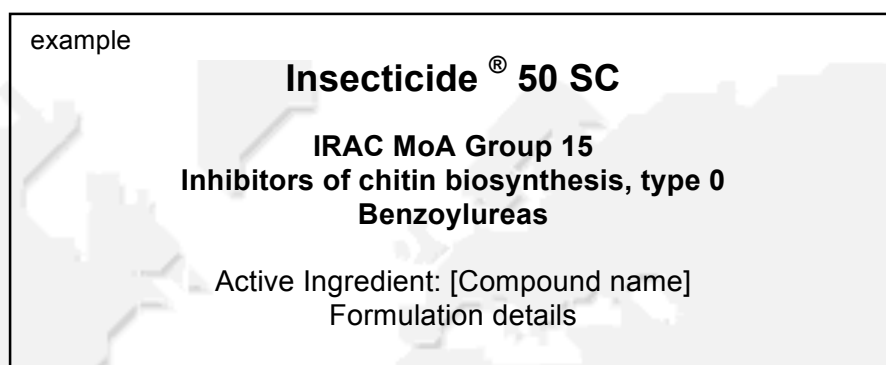 example
Insecticide ® 50 SC
IRAC MoA Group 15
Inhibitors of chitin biosynthesis, type 0
Benzoylureas
Active Ingredient: [Compound name]
Formulation details